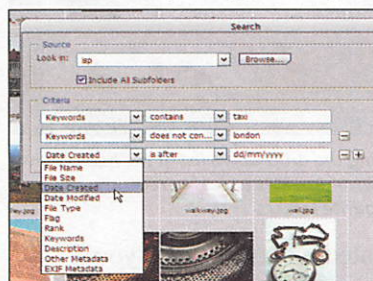 Search
Source
Look in: isp Browse...
Include All Subfolders
Criteria
Keywords contains taxi
Keywords does not con... london
Date Created is after dd/mm/yyyy
File Name
File Size
Date Created
Date Modified
File Type
Flag
Rank
Keywords
Description
Other Metadata
EXIF Metadata
walkway.jpg
wall.jpg